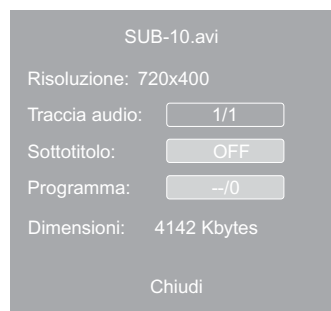 SUB-10.avi
Risoluzione: 720x400
Traccia audio: 1/1
Sottotitolo: OFF
Programma: --/0
Dimensioni: 4142 Kbytes
Chiudi